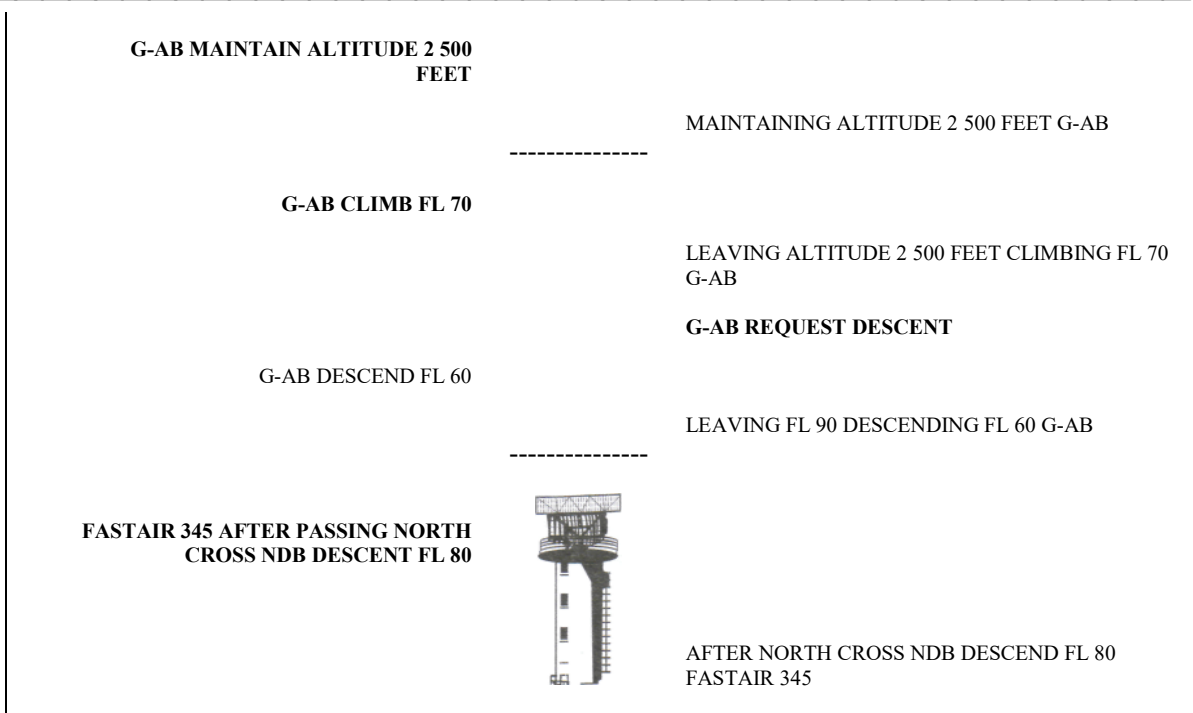 G-AB MAINTAIN ALTITUDE 2 500
FEET
MAINTAINING ALTITUDE 2 500 FEET G-AB
---------------
G-AB CLIMB FL 70
LEAVING ALTITUDE 2 500 FEET CLIMBING FL 70
G-AB
G-AB REQUEST DESCENT
G-AB DESCEND FL 60
LEAVING FL 90 DESCENDING FL 60 G-AB
---------------
FASTAIR 345 AFTER PASSING NORTH
CROSS NDB DESCENT FL 80
AFTER NORTH CROSS NDB DESCEND FL 80
FASTAIR 345